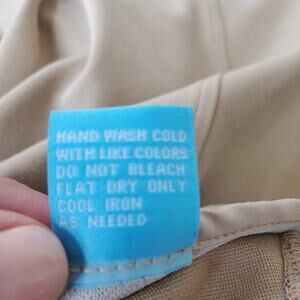 HAND WASH COLD
WITH LIKE COLORS
DO NOT BLEACH
FLAT DRY ONLY
COOL IRON
AS NEEDED